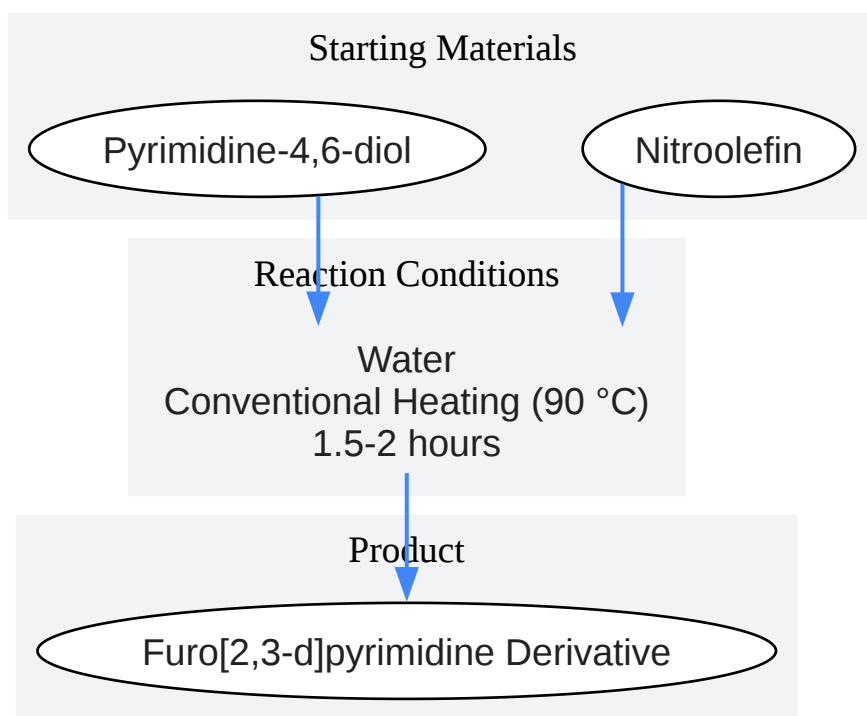 Starting Materials
Pyrimidine-4,6-diol
Nitroolefin
Reaction Conditions
Water
Conventional Heating (90 °C)
1.5-2 hours
Product
Furo[2,3-d]pyrimidine Derivative